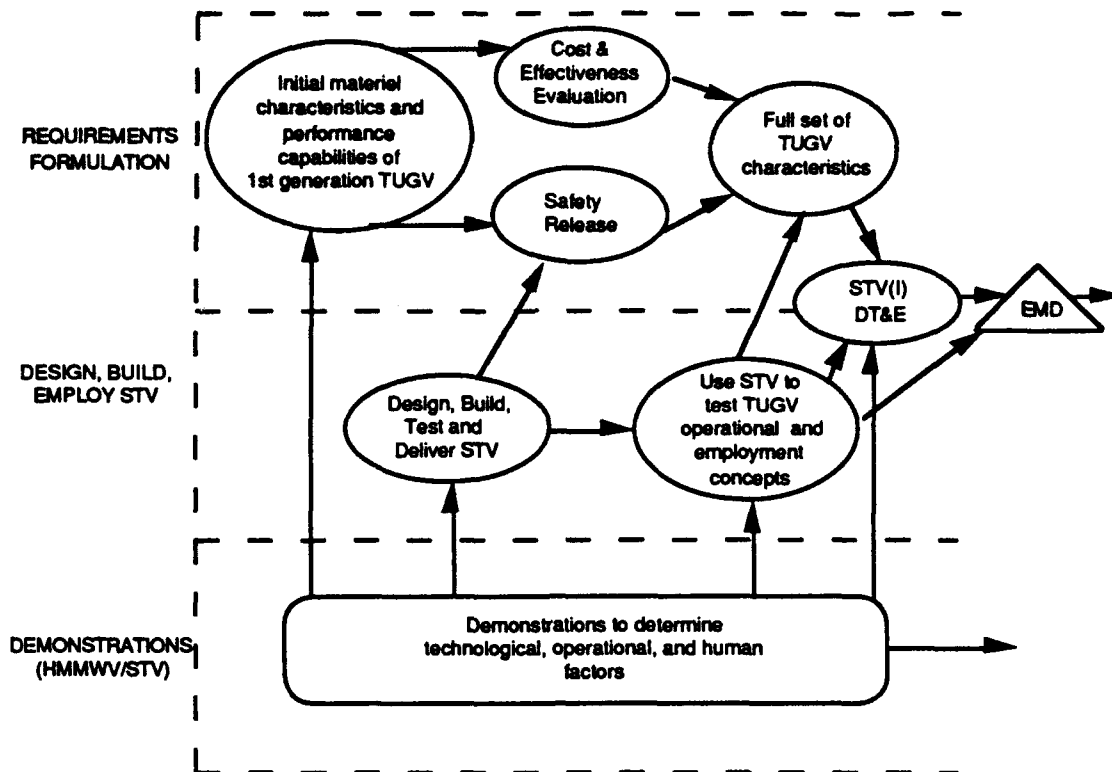 REQUIREMENTS
FORMULATION
Initial materiel
characteristics and
performance
capabilities of
1st generation TUGV
Cost &
Effectiveness
Evaluation
Safety
Release
Full set of
TUGV
characteristics
STV(I)
DT&E
EMD
DESIGN, BUILD,
EMPLOY STV
Design, Build,
Test and
Deliver STV
Use STV to
test TUGV
operational and
employment
concepts
DEMONSTRATIONS
(HMMWV/STV)
Demonstrations to determine
technological, operational, and human
factors